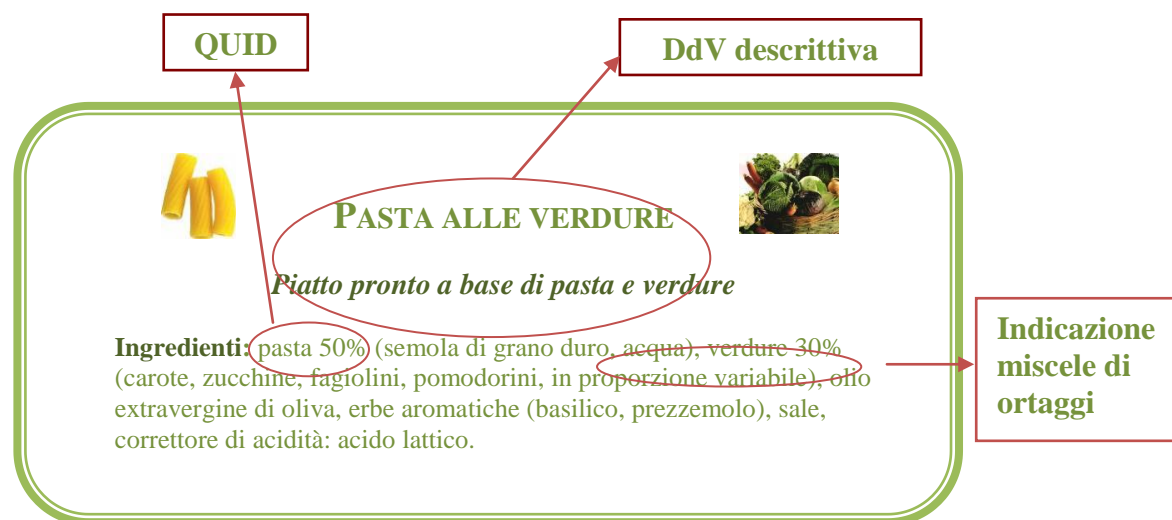 QUID
DdV descrittiva
PASTA ALLE VERDURE
Piatto pronto a base di pasta e verdure
Ingredienti: pasta 50% (semola di grano duro, acqua), verdure 30%
(carote, zucchine, fagiolini, pomodorini, in proporzione variabile), olio
extravergine di oliva, erbe aromatiche (basilico, prezzemolo), sale,
correttore di acidità: acido lattico.
Indicazione
miscele di
ortaggi